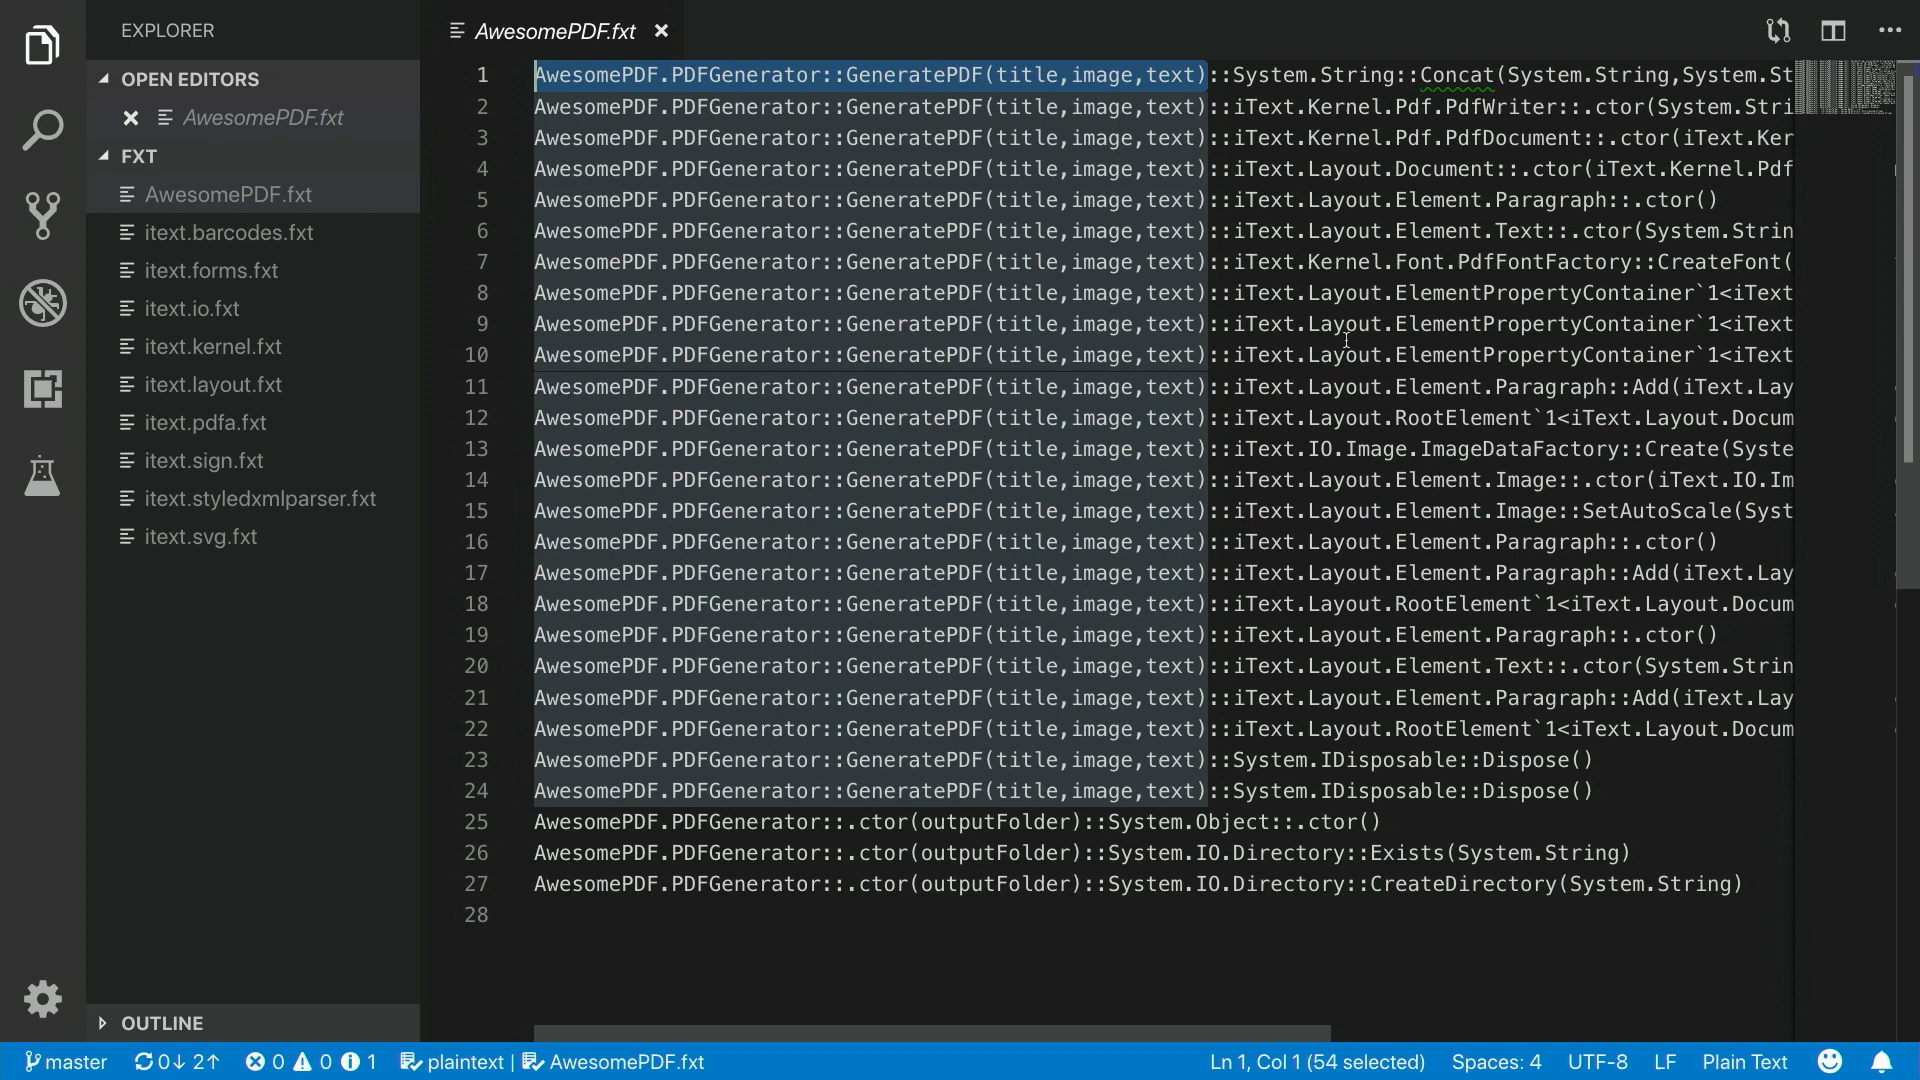 EXPLORER
OPEN EDITORS
AwesomePDF.fxt
FXT
AwesomePDF.fxt
itext.barcodes.fxt
itext.forms.fxt
itext.io.fxt
itext.kernel.fxt
itext.layout.fxt
itext.pdfa.fxt
itext.sign.fxt
itext.styledxmlparser.fxt
itext.svg.fxt
OUTLINE
AwesomePDF.fxt
1 AwesomePDF.PDFGenerator::GeneratePDF(title,image,text)::System.String::Concat(System.String,System.St
2 AwesomePDF.PDFGenerator::GeneratePDF(title,image,text)::iText.Kernel.Pdf.PdfWriter::.ctor(System.Stri
3 AwesomePDF.PDFGenerator::GeneratePDF(title,image,text)::iText.Kernel.Pdf.PdfDocument::.ctor(iText.Ker
4 AwesomePDF.PDFGenerator::GeneratePDF(title,image,text)::iText.Layout.Document::.ctor(iText.Kernel.Pdf
5 AwesomePDF.PDFGenerator::GeneratePDF(title,image,text)::iText.Layout.Element.Paragraph::.ctor()
6 AwesomePDF.PDFGenerator::GeneratePDF(title,image,text)::iText.Layout.Element.Text::.ctor(System.Strin
7 AwesomePDF.PDFGenerator::GeneratePDF(title,image,text)::iText.Kernel.Font.PdfFontFactory::CreateFont(
8 AwesomePDF.PDFGenerator::GeneratePDF(title,image,text)::iText.Layout.ElementPropertyContainer`1<iText
9 AwesomePDF.PDFGenerator::GeneratePDF(title,image,text)::iText.Layout.ElementPropertyContainer`1<iText
10 AwesomePDF.PDFGenerator::GeneratePDF(title,image,text)::iText.Layout.ElementPropertyContainer`1<iText
11 AwesomePDF.PDFGenerator::GeneratePDF(title,image,text)::iText.Layout.Element.Paragraph::Add(iText.Lay
12 AwesomePDF.PDFGenerator::GeneratePDF(title,image,text)::iText.Layout.RootElement`1<iText.Layout.Docum
13 AwesomePDF.PDFGenerator::GeneratePDF(title,image,text)::iText.IO.Image.ImageDataFactory::Create(Syste
14 AwesomePDF.PDFGenerator::GeneratePDF(title,image,text)::iText.Layout.Element.Image::.ctor(iText.IO.Im
15 AwesomePDF.PDFGenerator::GeneratePDF(title,image,text)::iText.Layout.Element.Image::SetAutoScale(Syst
16 AwesomePDF.PDFGenerator::GeneratePDF(title,image,text)::iText.Layout.Element.Paragraph::.ctor()
17 AwesomePDF.PDFGenerator::GeneratePDF(title,image,text)::iText.Layout.Element.Paragraph::Add(iText.Lay
18 AwesomePDF.PDFGenerator::GeneratePDF(title,image,text)::iText.Layout.RootElement`1<iText.Layout.Docum
19 AwesomePDF.PDFGenerator::GeneratePDF(title,image,text)::iText.Layout.Element.Paragraph::.ctor()
20 AwesomePDF.PDFGenerator::GeneratePDF(title,image,text)::iText.Layout.Element.Text::.ctor(System.Strin
21 AwesomePDF.PDFGenerator::GeneratePDF(title,image,text)::iText.Layout.Element.Paragraph::Add(iText.Lay
22 AwesomePDF.PDFGenerator::GeneratePDF(title,image,text)::iText.Layout.RootElement`1<iText.Layout.Docum
23 AwesomePDF.PDFGenerator::GeneratePDF(title,image,text)::System.IDisposable::Dispose()
24 AwesomePDF.PDFGenerator::GeneratePDF(title,image,text)::System.IDisposable::Dispose()
25 AwesomePDF.PDFGenerator::.ctor(outputFolder)::System.Object::.ctor()
26 AwesomePDF.PDFGenerator::.ctor(outputFolder)::System.IO.Directory::Exists(System.String)
27 AwesomePDF.PDFGenerator::.ctor(outputFolder)::System.IO.Directory::CreateDirectory(System.String)
28
master 0↓ 2↑ 0 0 1 plaintext | AwesomePDF.fxt Ln 1, Col 1 (54 selected) Spaces: 4 UTF-8 LF Plain Text